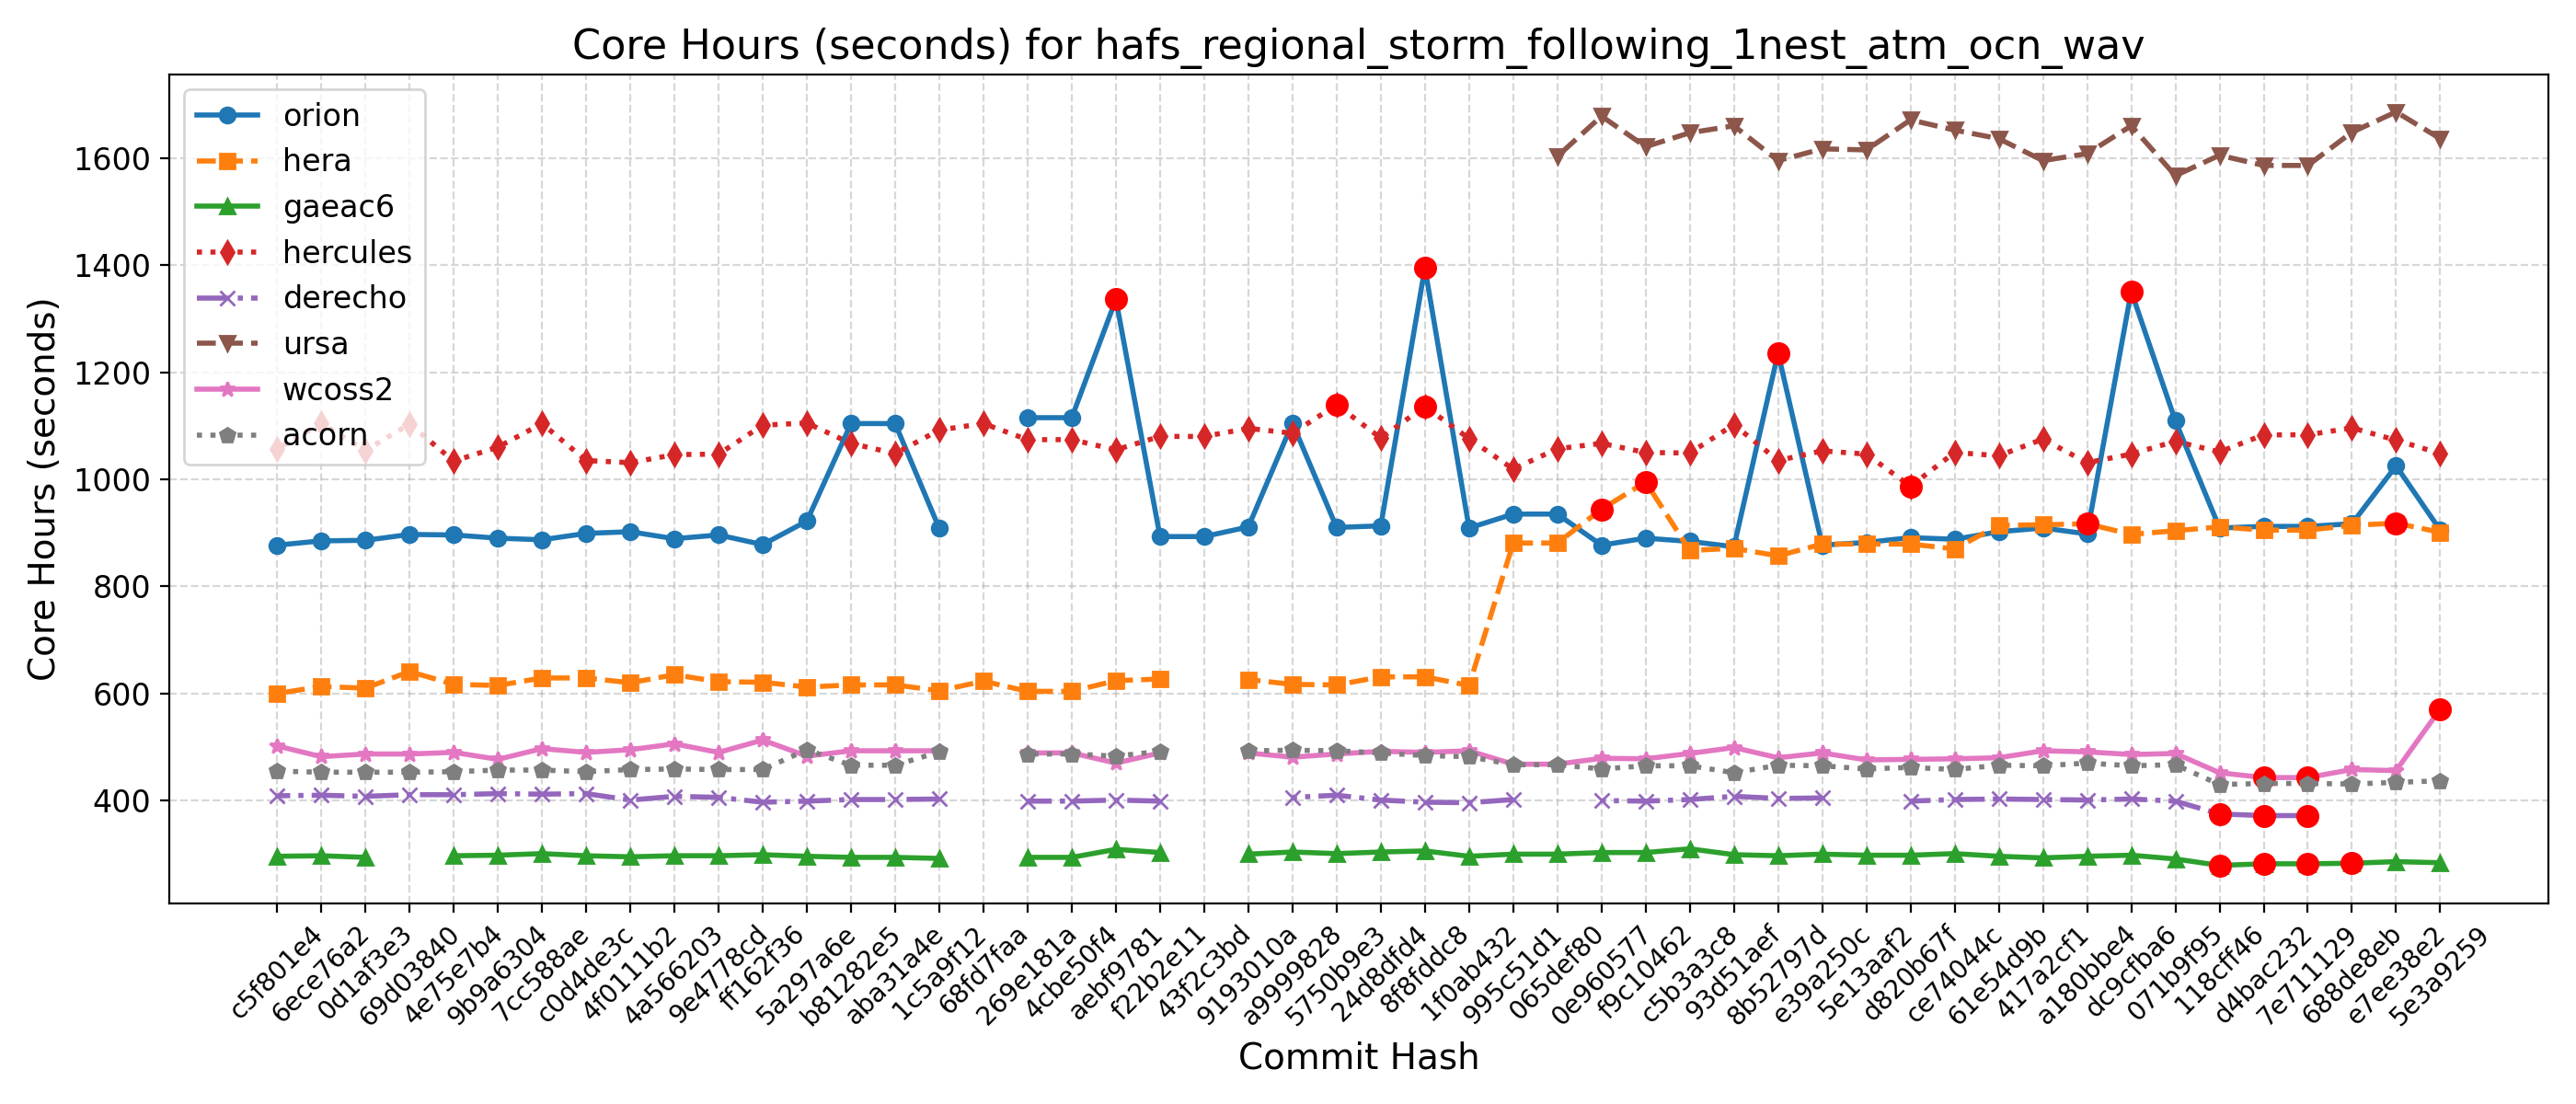 Core Hours (seconds) for hafs_regional_storm_following_1nest_atm_ocn_wav
orion
hera
gaeac6
hercules
derecho
ursa
wcoss2
acorn
Core Hours (seconds)
1600
1400
1200
1000
800
600
400
c5f801e4
6ece76a2
0d1af3e3
69d03840
4e75e7b4
9b9a6304
7cc588ae
c0d4de3c
4f0111b2
4a566203
9e4778cd
ff162f36
5a297a6e
b81282e5
aba31a4e
1c5a9f12
68fd7faa
269e181a
4cbe50f4
aebf9781
f22b2e11
43f2c3bd
9193010a
a9999828
5750b9e3
24d8dfd4
8f8fddc8
1f0ab432
995c51d1
065def80
0e960577
f9c10462
c5b3a3c8
93d51aef
8b52797d
e39a250c
5e13aaf2
d820b67f
ce74044c
61e54d9b
417a2cf1
a180bbe4
dc9cfba6
071b9f95
118cff46
d4bac232
7e711129
688de8eb
e7ee38e2
5e3a9259
Commit Hash